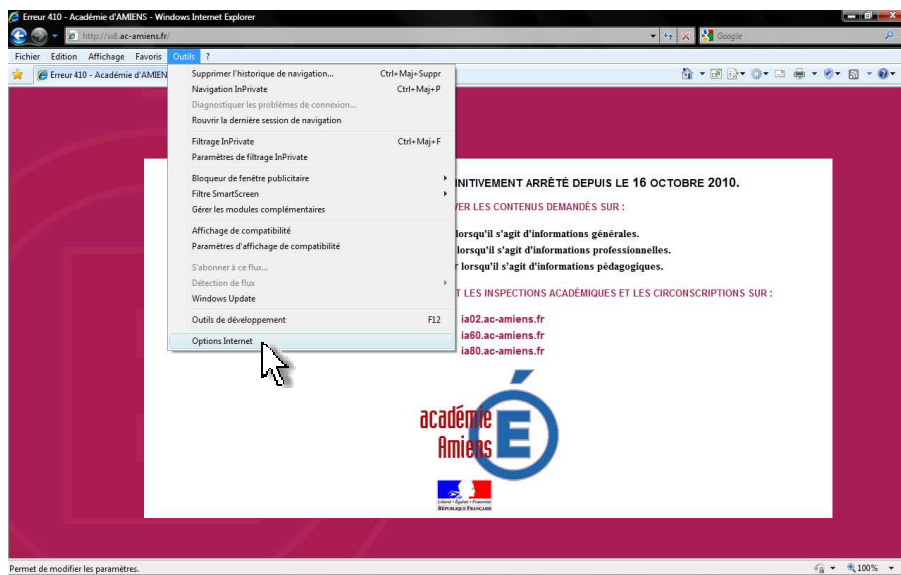 Erreur 410 - Académie d'AMIENS - Windows Internet Explorer
http://w8.ac-amiens.fr/
Google
Fichier Edition Affichage Favoris Outils ?
Erreur 410 - Académie d'AMIEN
Supprimer l'historique de navigation... Ctrl+Maj+Suppr
Navigation InPrivate Ctrl+Maj+P
Diagnostiquer les problèmes de connexion...
Rouvrir la dernière session de navigation
Filtrage InPrivate Ctrl+Maj+F
Paramètres de filtrage InPrivate
Bloqueur de fenêtre publicitaire
Filtre SmartScreen
Gérer les modules complémentaires
Affichage de compatibilité
Paramètres d'affichage de compatibilité
S'abonner à ce flux...
Détection de flux
Windows Update
Outils de développement F12
Options Internet
INITIVEMENT ARRÊTÉ DEPUIS LE 16 OCTOBRE 2010.
VER LES CONTENUS DEMANDÉS SUR :
lorsqu'il s'agit d'informations générales.
lorsqu'il s'agit d'informations professionnelles.
r lorsqu'il s'agit d'informations pédagogiques.
T LES INSPECTIONS ACADÉMIQUES ET LES CIRCONSCRIPTIONS SUR :
ia02.ac-amiens.fr
ia60.ac-amiens.fr
ia80.ac-amiens.fr
académie
Amiens
É
Liberté • Égalité • Fraternité
RÉPUBLIQUE FRANÇAISE
Permet de modifier les paramètres.
100%